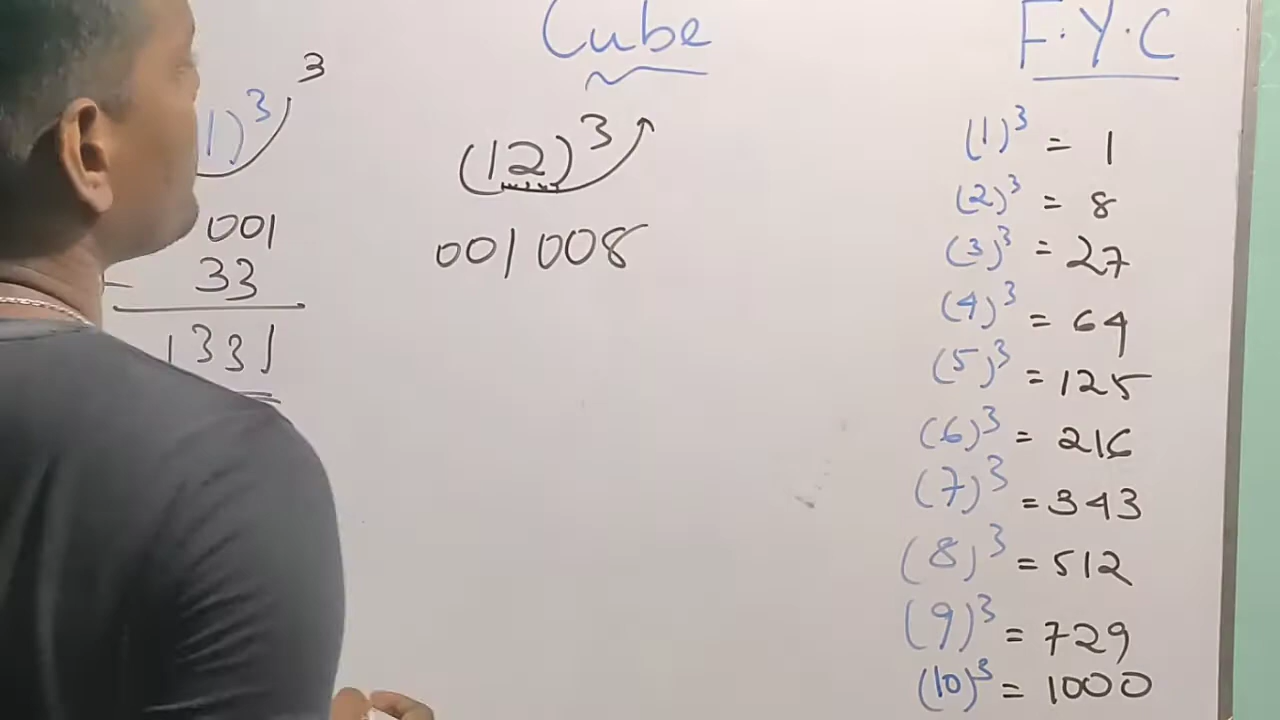 Cube
F.Y.C
1)³ 3
001
33
1331
(12)³
001008
(1)³ = 1
(2)³ = 8
(3)³ = 27
(4)³ = 64
(5)³ = 125
(6)³ = 216
(7)³ = 343
(8)³ = 512
(9)³ = 729
(10)³ = 1000